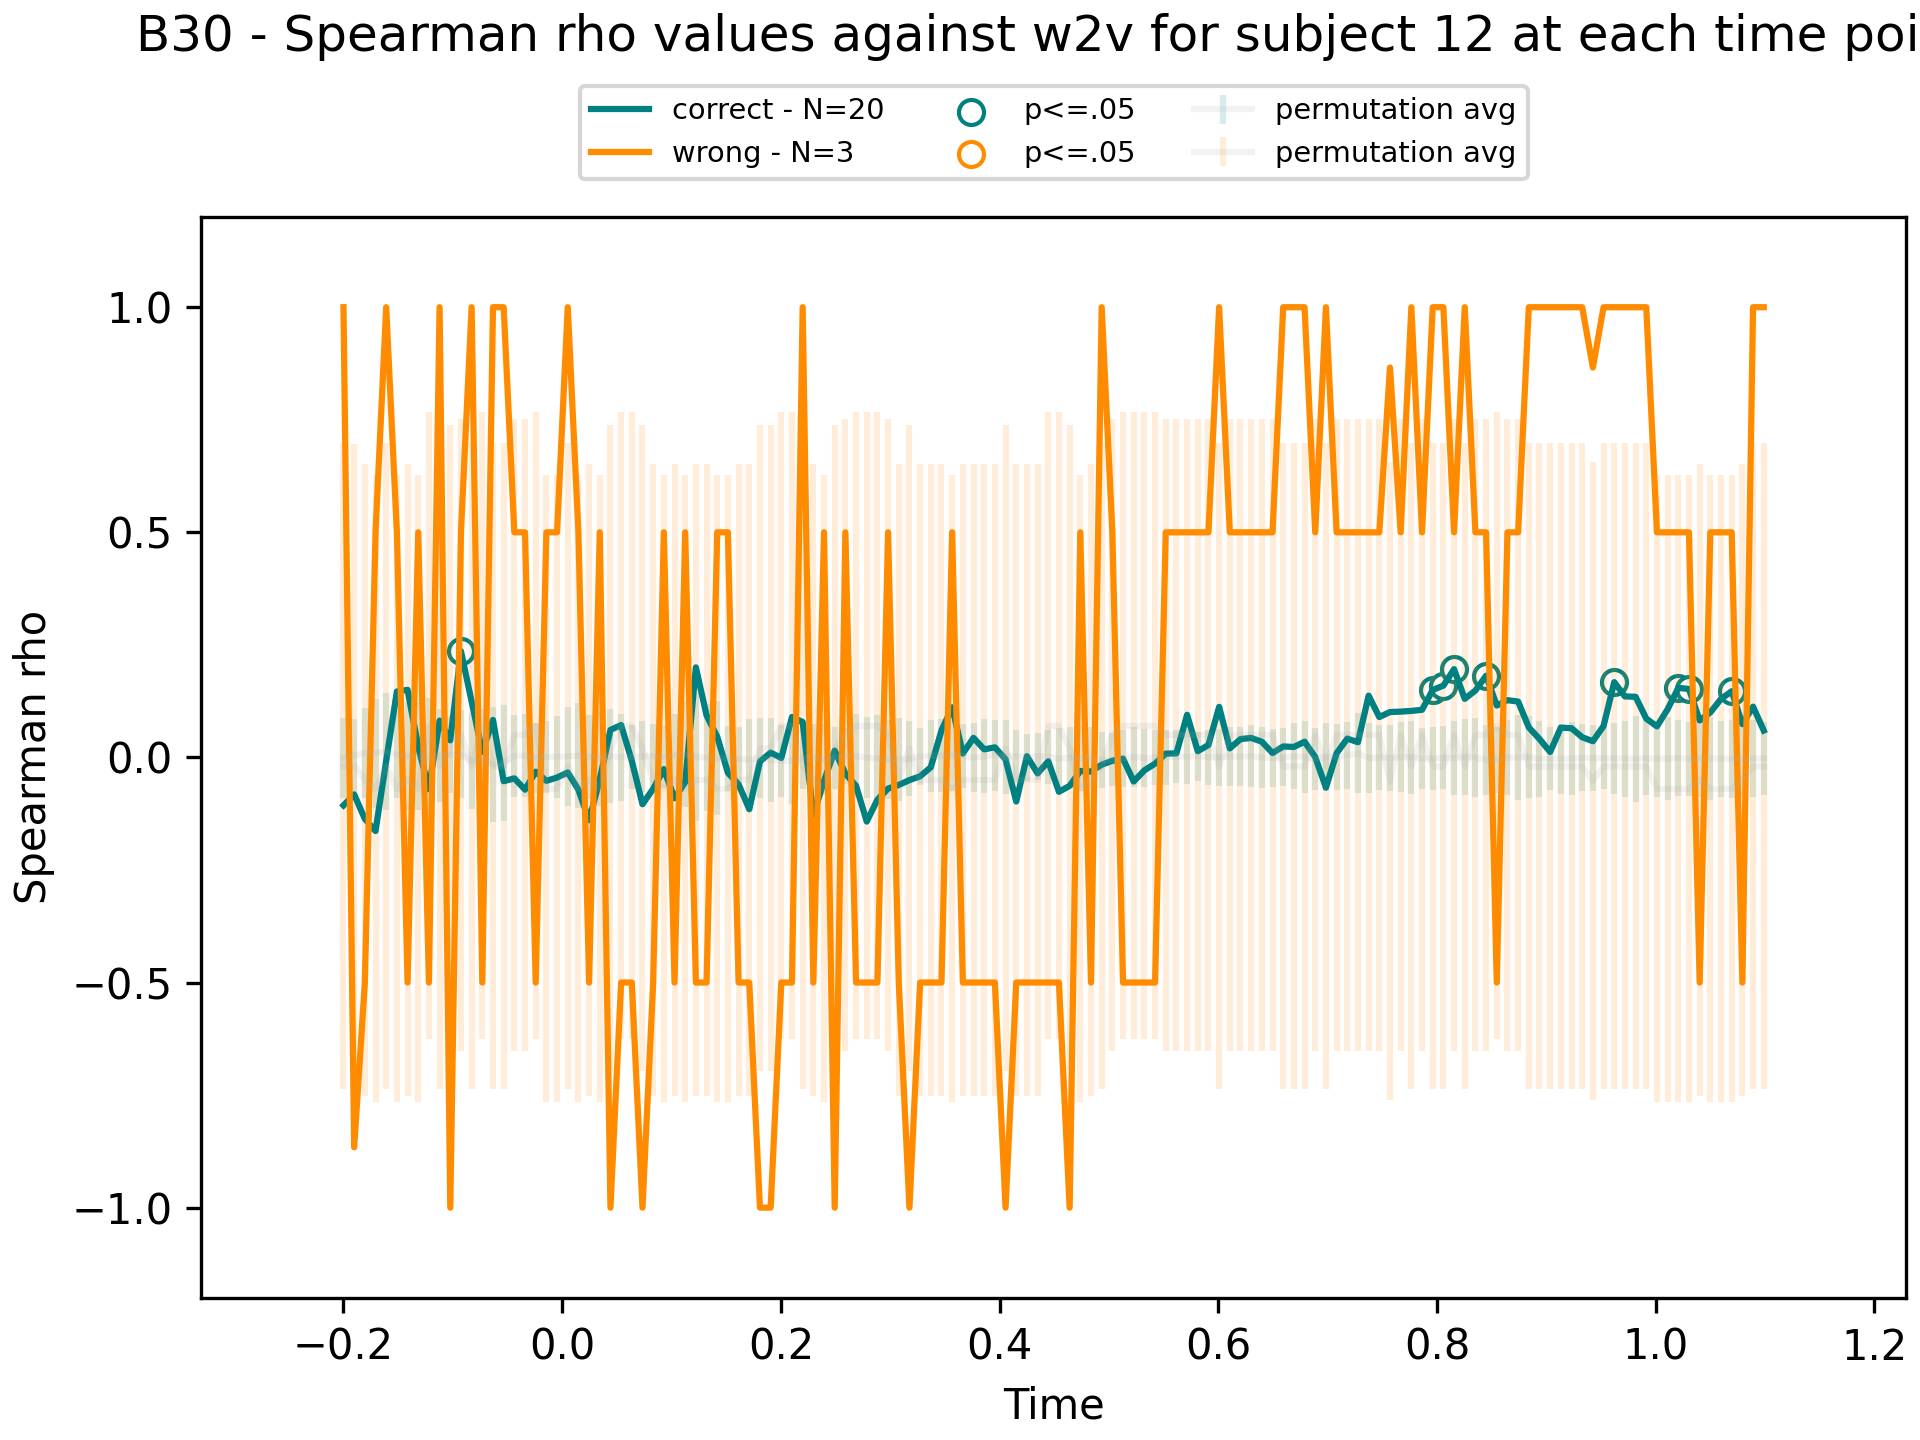 B30 - Spearman rho values against w2v for subject 12 at each time poi
correct - N=20 p<=.05 permutation avg
wrong - N=3 p<=.05 permutation avg
1.0
0.5
0.0
−0.5
−1.0
Spearman rho
−0.2 0.0 0.2 0.4 0.6 0.8 1.0 1.2
Time